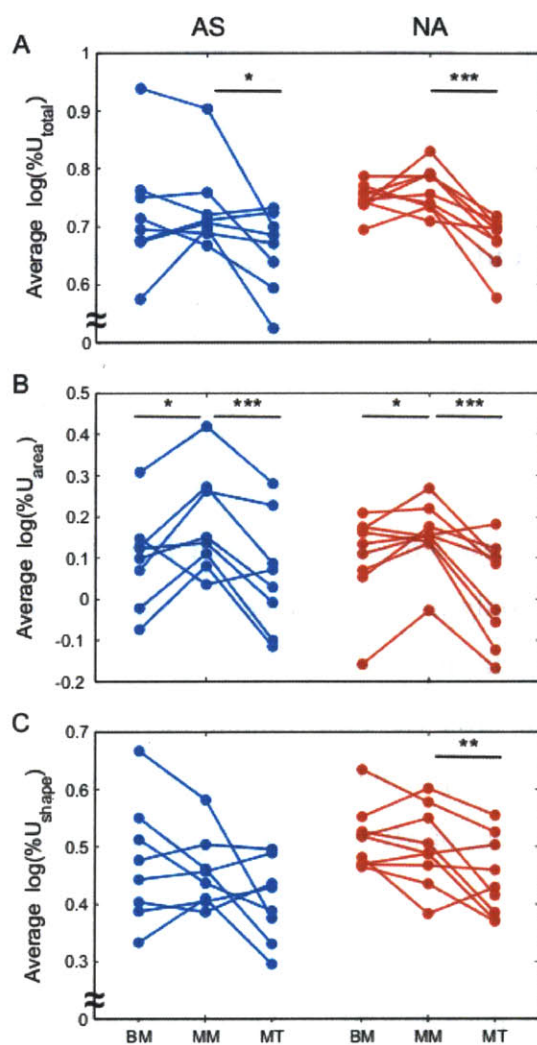 AS NA
A
Average log(%U_total)
1
0.9
0.8
0.7
0.6
≈
0
* ***
B
Average log(%U_area)
0.5
0.4
0.3
0.2
0.1
0
-0.1
-0.2
* *** * ***
C
Average log(%U_shape)
0.7
0.6
0.5
0.4
0.3
≈
0
**
BM MM MT BM MM MT